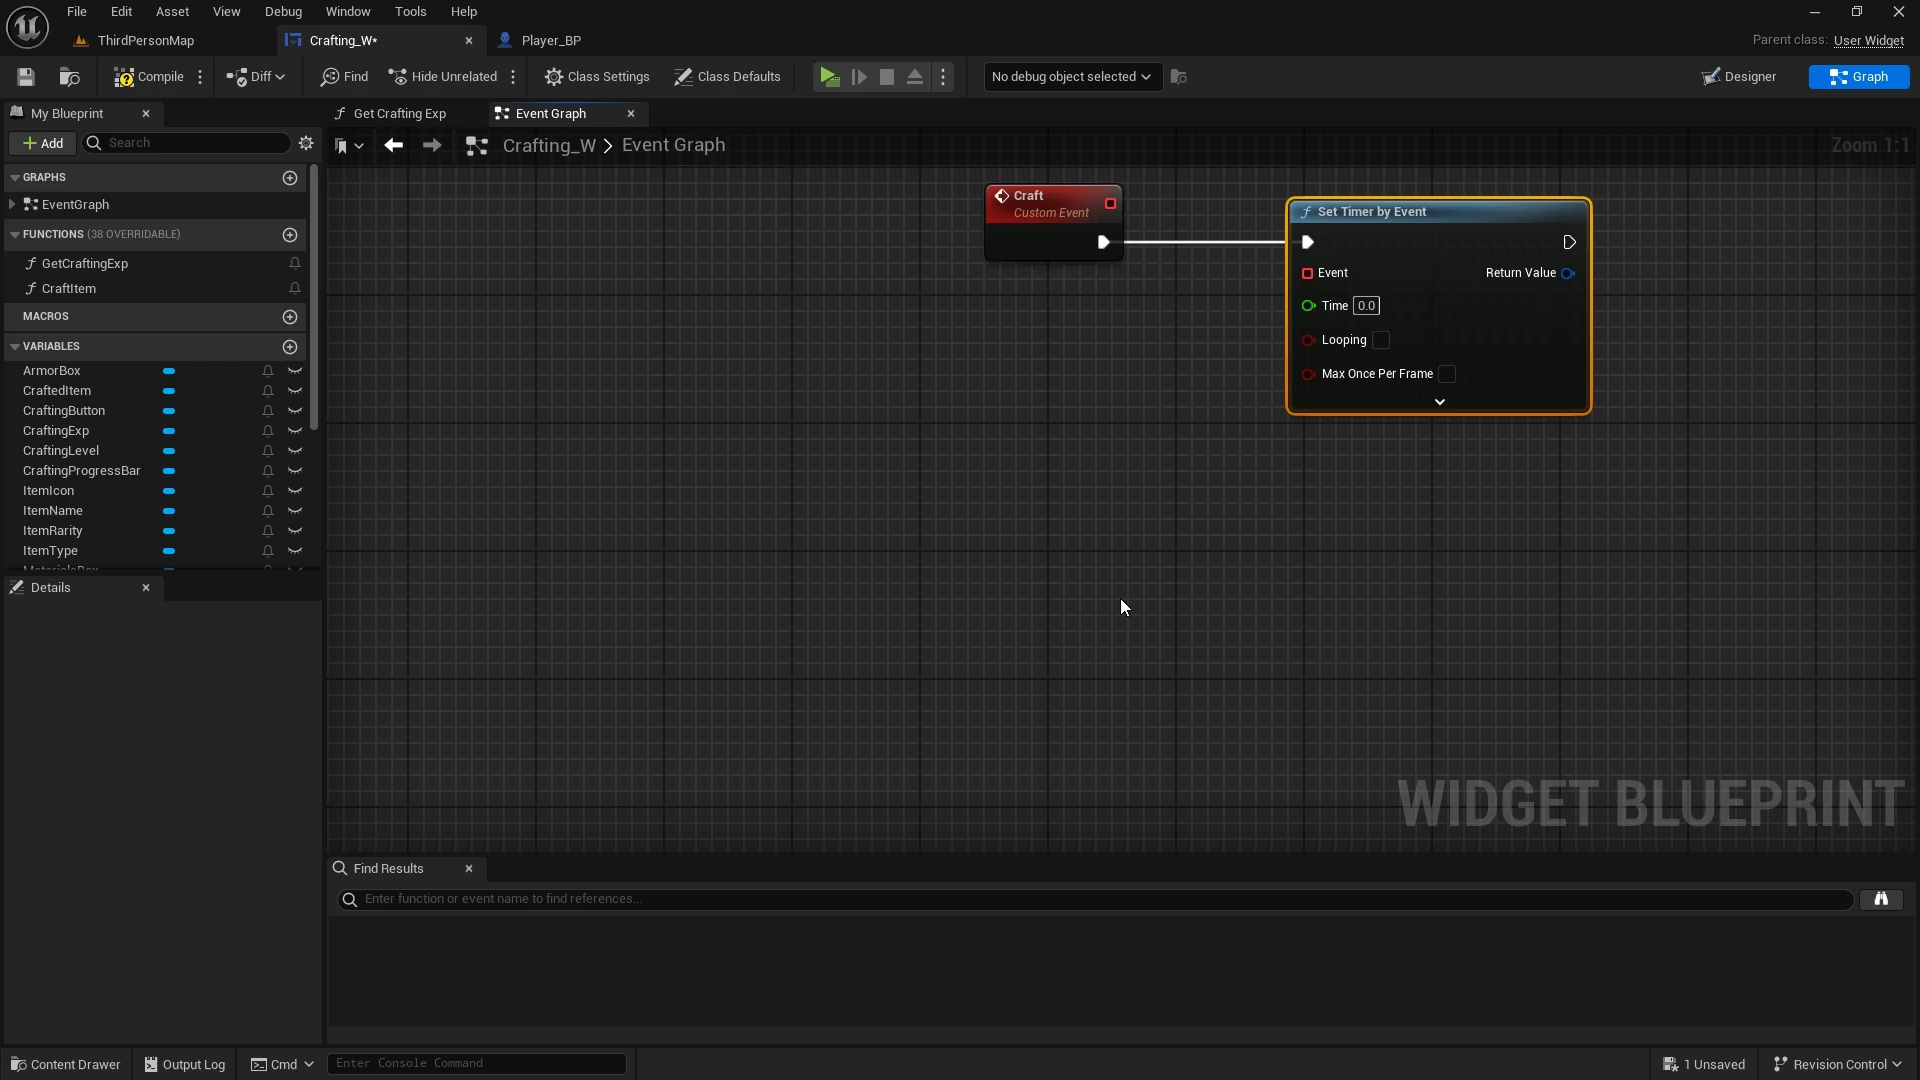 File Edit Asset View Debug Window Tools Help
ThirdPersonMap Crafting_W* Player_BP Parent class: User Widget
Compile Diff Find Hide Unrelated Class Settings Class Defaults No debug object selected Designer Graph
My Blueprint Get Crafting Exp Event Graph
Add Search Crafting_W > Event Graph Zoom 1:1
GRAPHS
EventGraph
FUNCTIONS (38 OVERRIDABLE)
GetCraftingExp
CraftItem
MACROS
VARIABLES
ArmorBox
CraftedItem
CraftingButton
CraftingExp
CraftingLevel
CraftingProgressBar
ItemIcon
ItemName
ItemRarity
ItemType
Details
Craft
Custom Event
Set Timer by Event
Event Return Value
Time 0.0
Looping
Max Once Per Frame
WIDGET BLUEPRINT
Find Results
Enter function or event name to find references...
Content Drawer Output Log Cmd Enter Console Command 1 Unsaved Revision Control